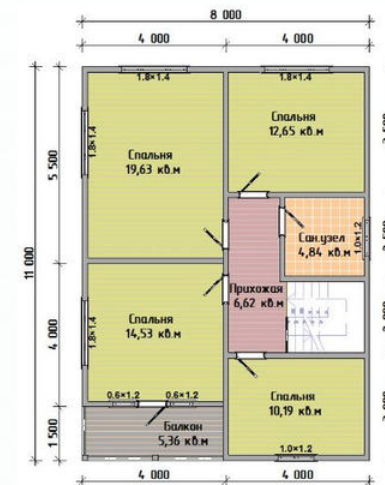 8 000
4 000
4 000
1.8×1.4
1.8×1.4
Спальня
12,65 кв.м
1.8×1.4
Спальня
19,63 кв.м
5 500
11 000
Сан.узел
4,84 кв.м
1.0×1.2
Прихожая
6,62 кв.м
Спальня
14,53 кв.м
4 000
1.8×1.4
0.6×1.2
0.6×1.2
Спальня
10,19 кв.м
Балкон
5,36 кв.м
1 500
1.0×1.2
4 000
4 000